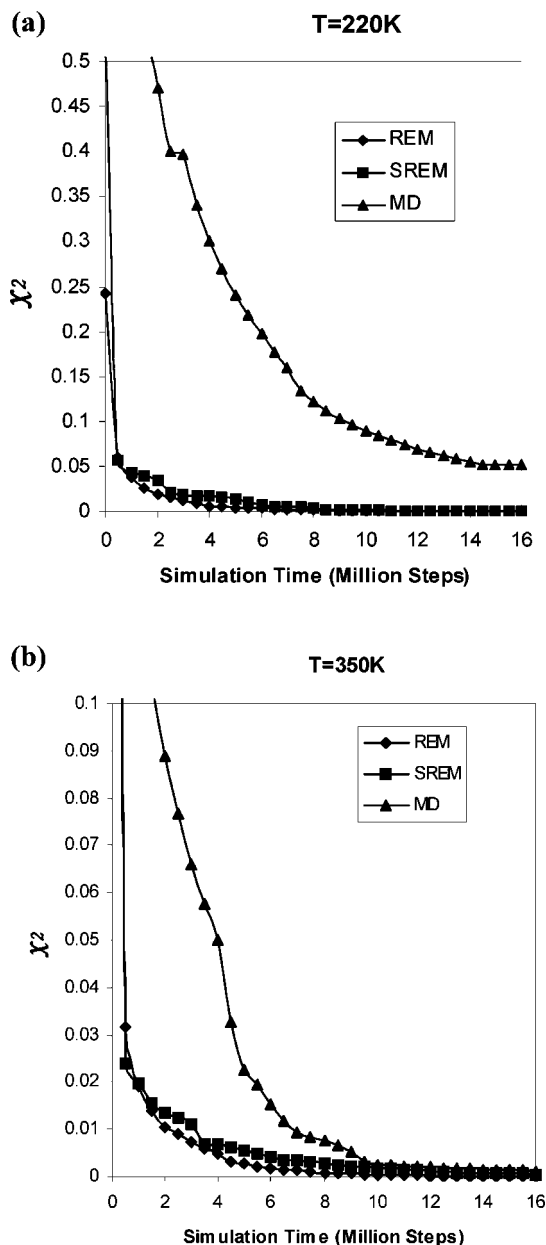 (a)
T=220K
0.5
0.45
0.4
0.35
0.3
0.25
0.2
0.15
0.1
0.05
0
χ2
REM
SREM
MD
0 2 4 6 8 10 12 14 16
Simulation Time (Million Steps)
(b)
T=350K
0.1
0.09
0.08
0.07
0.06
0.05
0.04
0.03
0.02
0.01
0
χ2
REM
SREM
MD
0 2 4 6 8 10 12 14 16
Simulation Time (Million Steps)